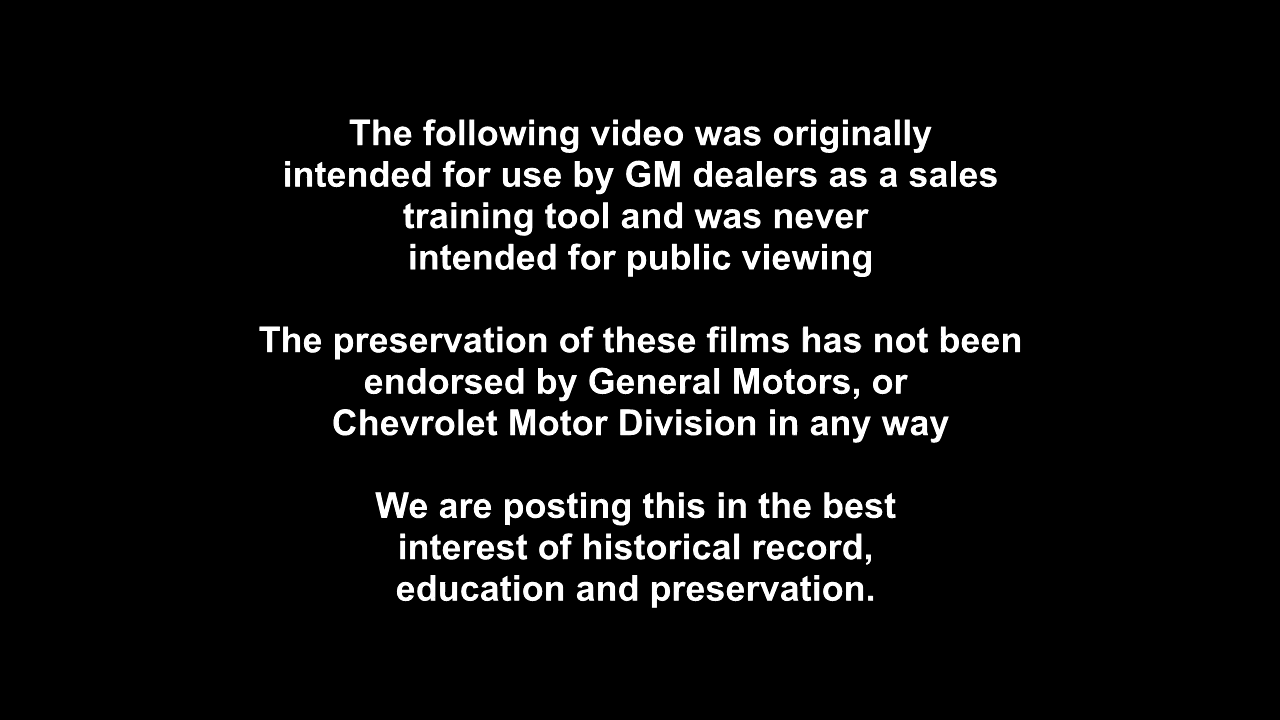 The following video was originally
intended for use by GM dealers as a sales
training tool and was never
intended for public viewing
The preservation of these films has not been
endorsed by General Motors, or
Chevrolet Motor Division in any way
We are posting this in the best
interest of historical record,
education and preservation.